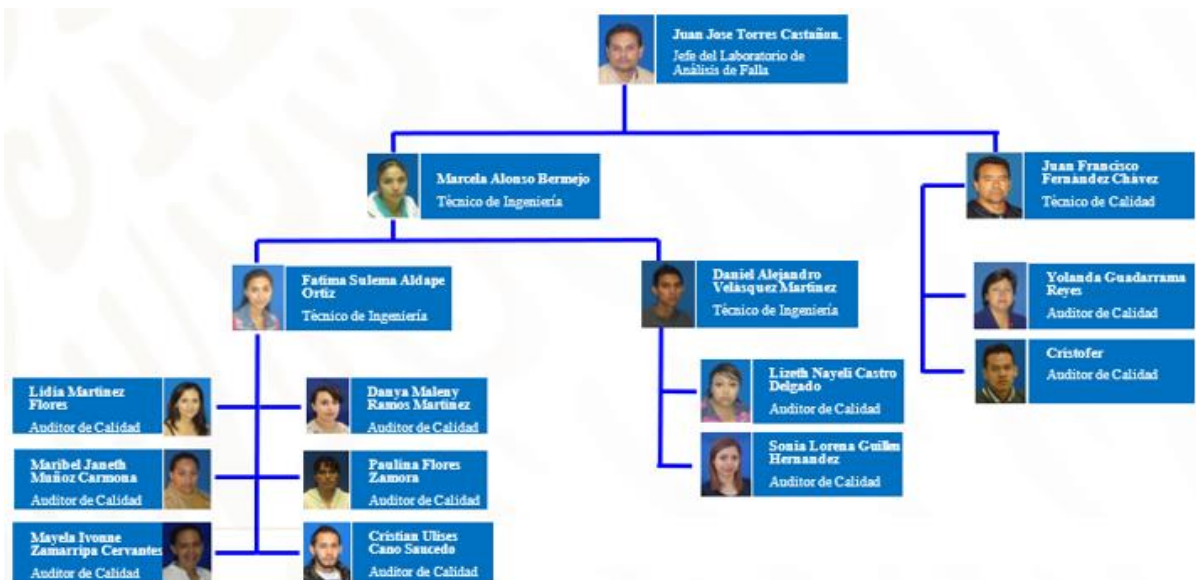 Juan Jose Torres Castañon.
Jefe del Laboratorio de
Análisis de Falla
Marcela Alonso Bermejo
Técnico de Ingeniería
Juan Francisco
Fernández Chávez
Técnico de Calidad
Fatima Sulema Aldape
Ortiz
Técnico de Ingeniería
Daniel Alejandro
Velásquez Martínez
Técnico de Ingeniería
Yolanda Guadarrama
Reyes
Auditor de Calidad
Cristofer
Auditor de Calidad
Lidia Martinez
Flores
Auditor de Calidad
Danya Maleny
Ramos Martinez
Auditor de Calidad
Lizeth Nayeli Castro
Delgado
Auditor de Calidad
Maribel Janeth
Muñoz Carmona
Auditor de Calidad
Paulina Flores
Zamora
Auditor de Calidad
Sonia Lorena Guillen
Hernandez
Auditor de Calidad
Mayela Ivonne
Zamarripa Cervantes
Auditor de Calidad
Cristian Ulises
Cano Saucedo
Auditor de Calidad